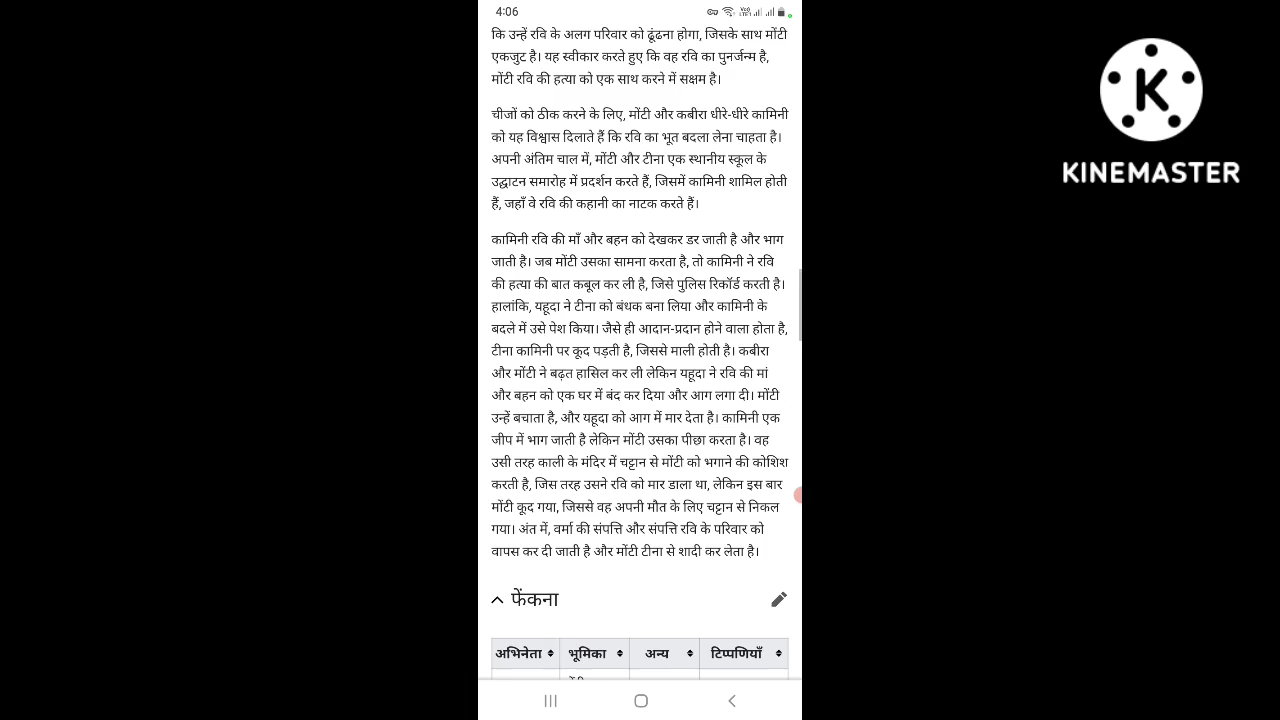 4:06
कि उन्हें रवि के अलग परिवार को ढूंढना होगा, जिसके साथ मोंटी
एकजुट है। यह स्वीकार करते हुए कि वह रवि का पुनर्जन्म है,
मोंटी रवि की हत्या को एक साथ करने में सक्षम है।
चीजों को ठीक करने के लिए, मोंटी और कबीरा धीरे-धीरे कामिनी
को यह विश्वास दिलाते हैं कि रवि का भूत बदला लेना चाहता है।
अपनी अंतिम चाल में, मोंटी और टीना एक स्थानीय स्कूल के
उद्घाटन समारोह में प्रदर्शन करते हैं, जिसमें कामिनी शामिल होती
हैं, जहाँ वे रवि की कहानी का नाटक करते हैं।
कामिनी रवि की माँ और बहन को देखकर डर जाती है और भाग
जाती है। जब मोंटी उसका सामना करता है, तो कामिनी ने रवि
की हत्या की बात कबूल कर ली है, जिसे पुलिस रिकॉर्ड करती है।
हालांकि, यहूदा ने टीना को बंधक बना लिया और कामिनी के
बदले में उसे पेश किया। जैसे ही आदान-प्रदान होने वाला होता है,
टीना कामिनी पर कूद पड़ती है, जिससे माली होती है। कबीरा
और मोंटी ने बढ़त हासिल कर ली लेकिन यहूदा ने रवि की मां
और बहन को एक घर में बंद कर दिया और आग लगा दी। मोंटी
उन्हें बचाता है, और यहूदा को आग में मार देता है। कामिनी एक
जीप में भाग जाती है लेकिन मोंटी उसका पीछा करता है। वह
उसी तरह काली के मंदिर में चट्टान से मोंटी को भगाने की कोशिश
करती है, जिस तरह उसने रवि को मार डाला था, लेकिन इस बार
मोंटी कूद गया, जिससे वह अपनी मौत के लिए चट्टान से निकल
गया। अंत में, वर्मा की संपत्ति और संपत्ति रवि के परिवार को
वापस कर दी जाती है और मोंटी टीना से शादी कर लेता है।
फेंकना
अभिनेता भूमिका अन्य टिप्पणियाँ
K
KINEMASTER